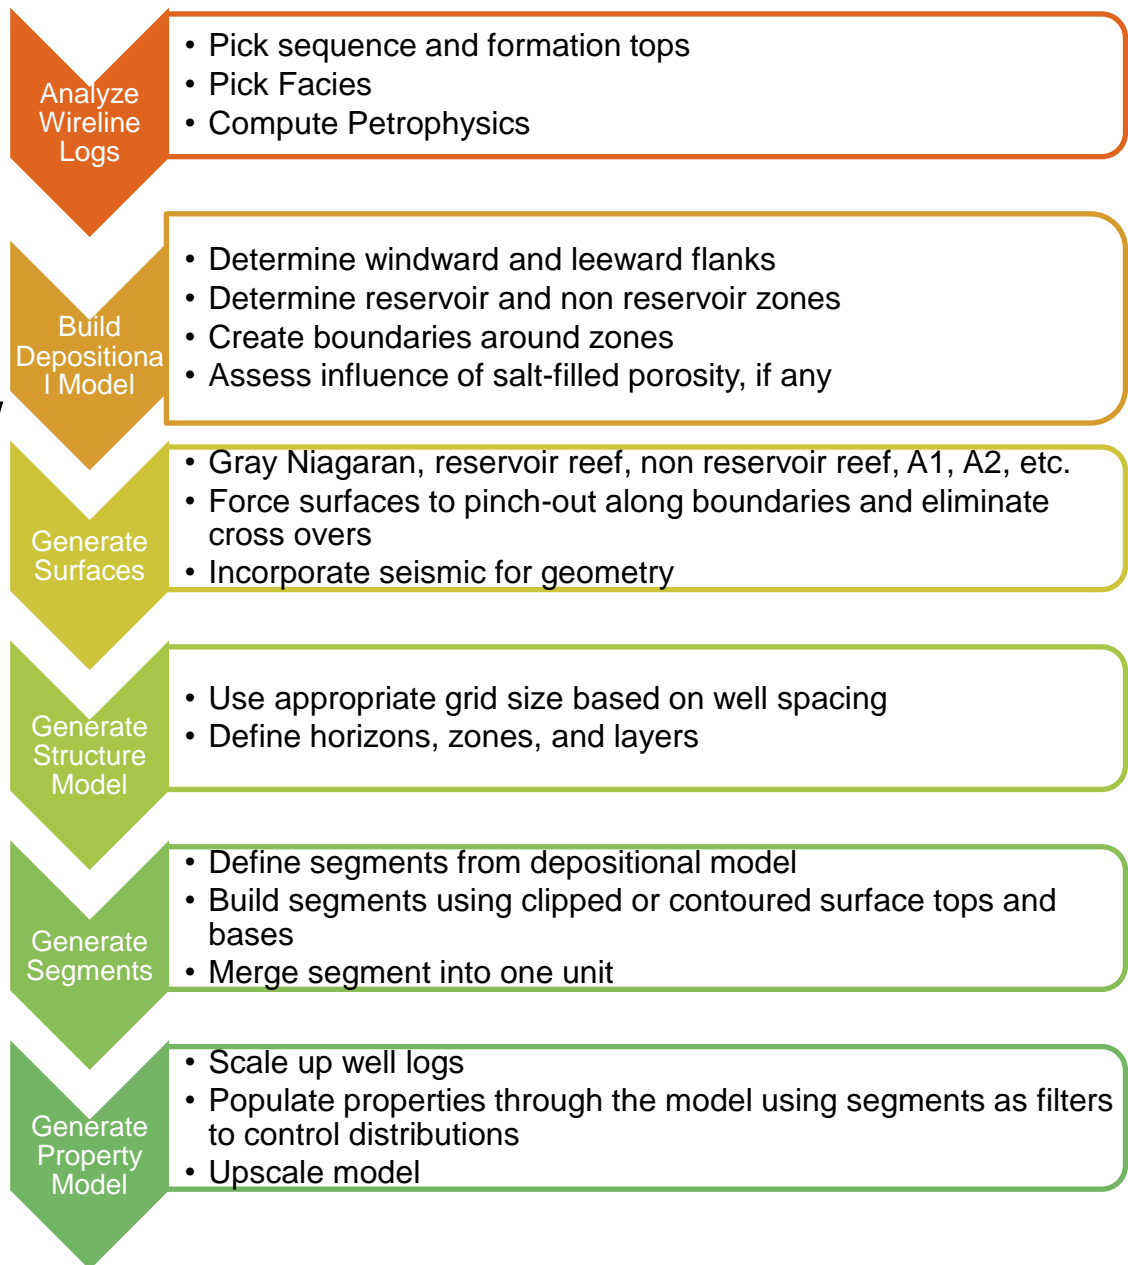 Analyze
Wireline
Logs
• Pick sequence and formation tops
• Pick Facies
• Compute Petrophysics
Build
Depositiona
l Model
• Determine windward and leeward flanks
• Determine reservoir and non reservoir zones
• Create boundaries around zones
• Assess influence of salt-filled porosity, if any
Generate
Surfaces
• Gray Niagaran, reservoir reef, non reservoir reef, A1, A2, etc.
• Force surfaces to pinch-out along boundaries and eliminate
cross overs
• Incorporate seismic for geometry
Generate
Structure
Model
• Use appropriate grid size based on well spacing
• Define horizons, zones, and layers
Generate
Segments
• Define segments from depositional model
• Build segments using clipped or contoured surface tops and
bases
• Merge segment into one unit
Generate
Property
Model
• Scale up well logs
• Populate properties through the model using segments as filters
to control distributions
• Upscale model